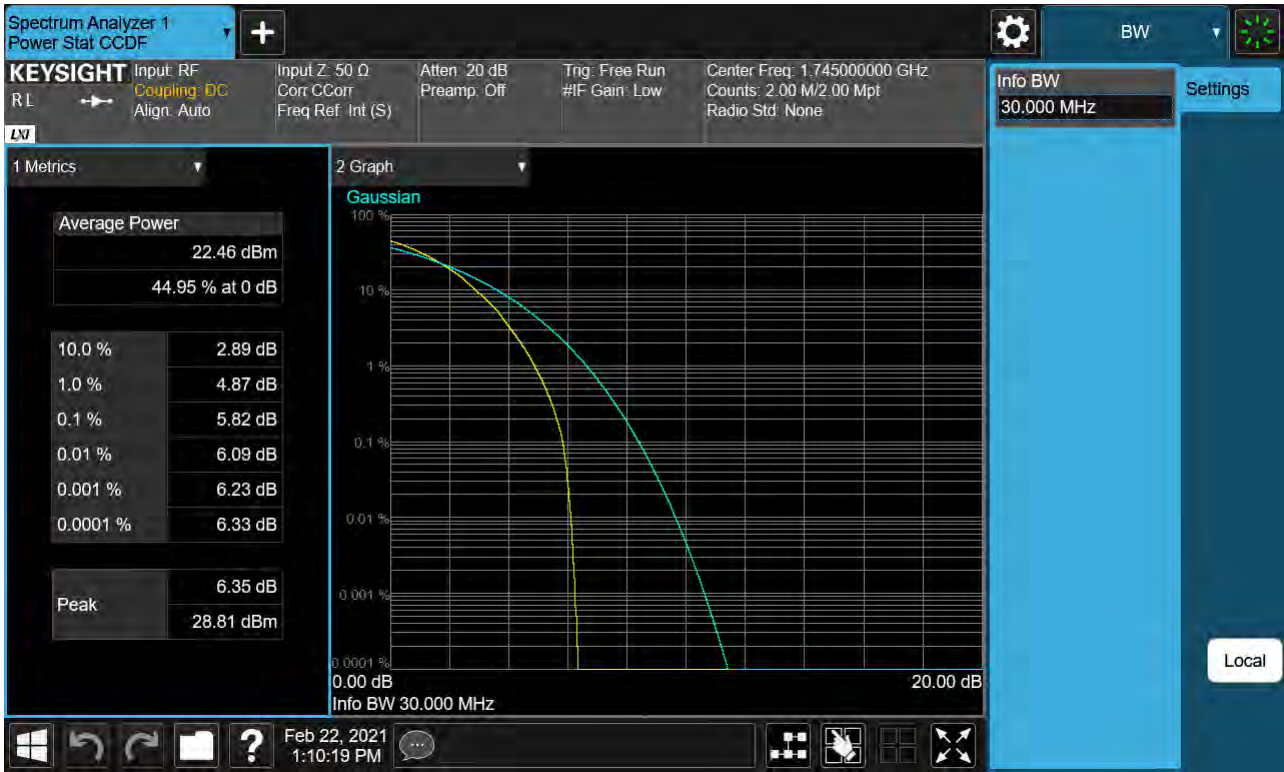 Spectrum Analyzer 1
Power Stat CCDF
BW
KEYSIGHT
RL
LXI
Input: RF
Coupling: DC
Align: Auto
Input Z: 50 Ω
Corr CCorr
Freq Ref: Int (S)
Atten: 20 dB
Preamp: Off
Trig: Free Run
#IF Gain: Low
Center Freq: 1.745000000 GHz
Counts: 2.00 M/2.00 Mpt
Radio Std: None
Info BW
30.000 MHz
Settings
1 Metrics
Average Power
22.46 dBm
44.95 % at 0 dB
10.0 % 2.89 dB
1.0 % 4.87 dB
0.1 % 5.82 dB
0.01 % 6.09 dB
0.001 % 6.23 dB
0.0001 % 6.33 dB
Peak 6.35 dB
28.81 dBm
2 Graph
Gaussian
100 %
10 %
1 %
0.1 %
0.01 %
0.001 %
0.0001 %
0.00 dB 20.00 dB
Info BW 30.000 MHz
Local
?
Feb 22, 2021
1:10:19 PM